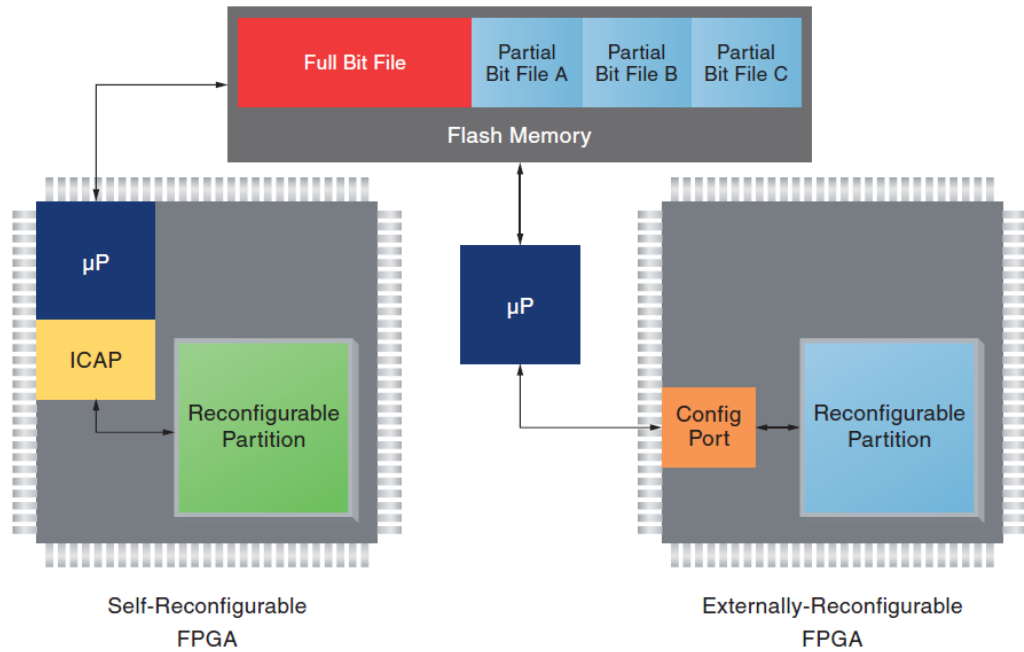 Full Bit File
Partial
Bit File A
Partial
Bit File B
Partial
Bit File C
Flash Memory
µP
ICAP
Reconfigurable
Partition
µP
Config
Port
Reconfigurable
Partition
Self-Reconfigurable
FPGA
Externally-Reconfigurable
FPGA